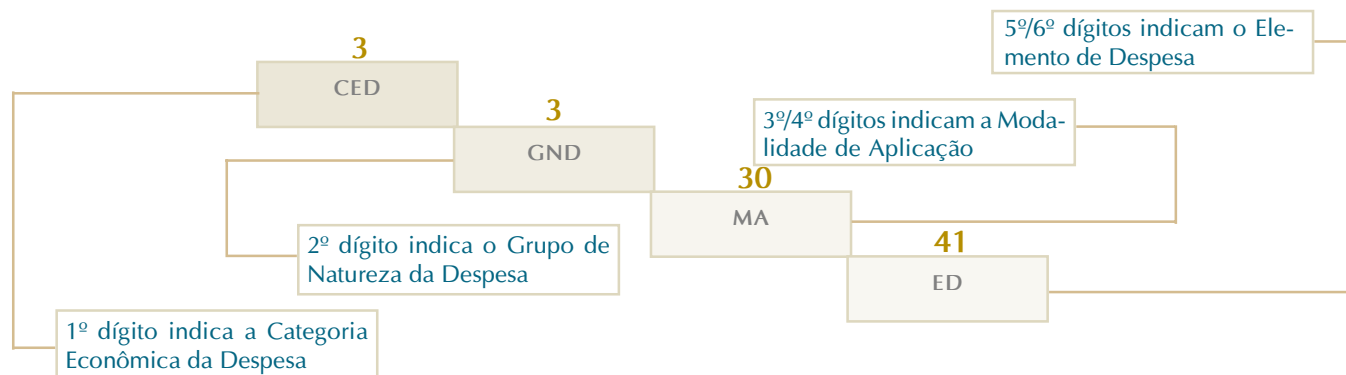 5º/6º dígitos indicam o Ele-
mento de Despesa
3
CED
3
GND
3º/4º dígitos indicam a Moda-
lidade de Aplicação
30
MA
2º dígito indica o Grupo de
Natureza da Despesa
41
ED
1º dígito indica a Categoria
Econômica da Despesa